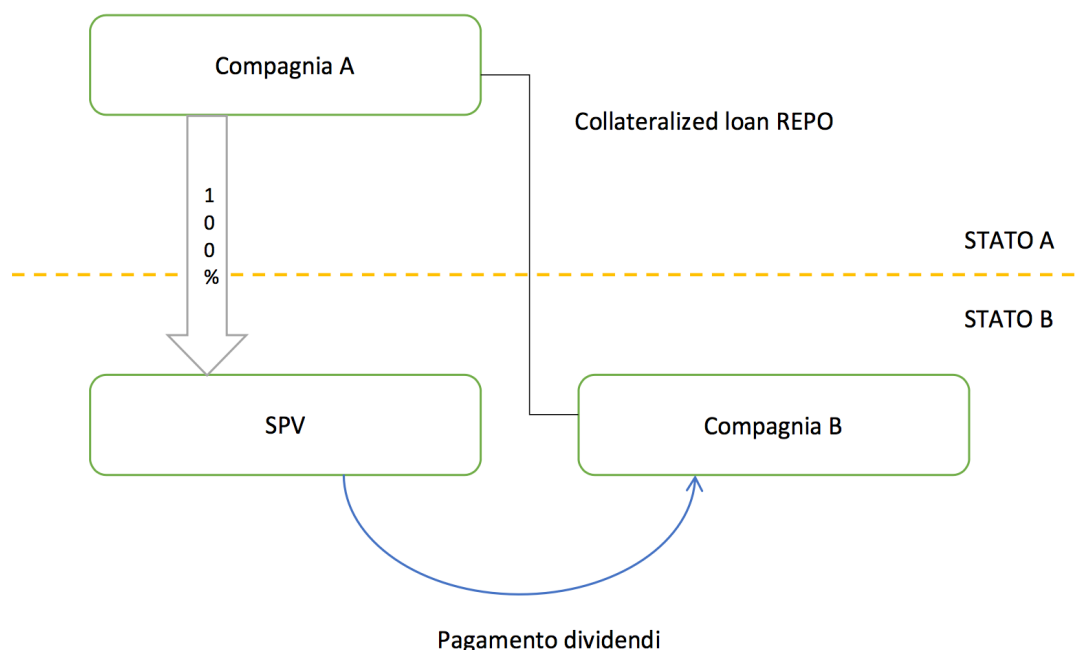 Compagnia A
Collateralized loan REPO
1
0
0
%
STATO A
STATO B
SPV
Compagnia B
Pagamento dividendi